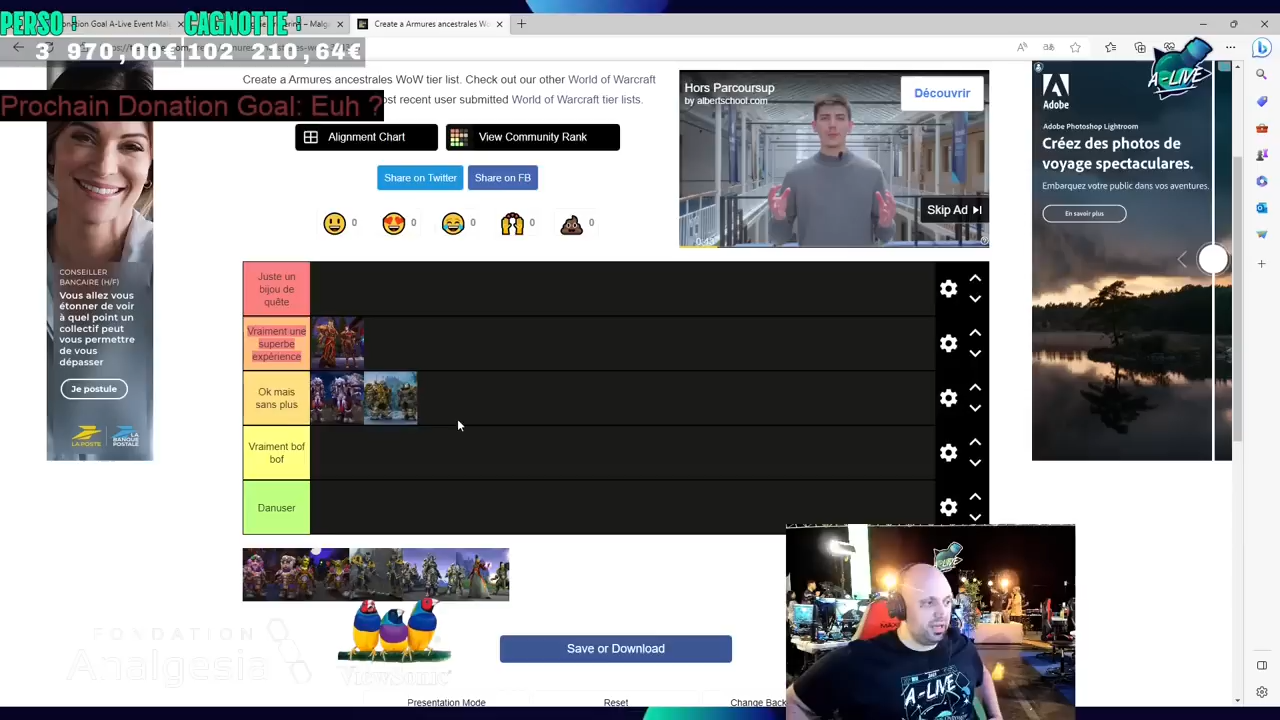 PERSO :
CAGNOTTE :
3 970,00€
102 210,64€
Create a Armures ancestrales Wo
Prochain Donation Goal: Euh ?
Create a Armures ancestrales WoW tier list. Check out our other World of Warcraft
ost recent user submitted World of Warcraft tier lists.
Alignment Chart
View Community Rank
Share on Twitter
Share on FB
0
0
0
0
0
Hors Parcoursup
by albertschool.com
Découvrir
Skip Ad
0:43
A-LIVE
Adobe
Adobe Photoshop Lightroom
Créez des photos de
voyage spectaculaires.
Embarquez votre public dans vos aventures.
En savoir plus
CONSEILLER
BANCAIRE (H/F)
Vous allez vous
étonner de voir
à quel point un
collectif peut
vous permettre
de vous
dépasser
Je postule
LA POSTE
LA BANQUE POSTALE
Juste un
bijou de
quête
Vraiment une
superbe
expérience
Ok mais
sans plus
Vraiment bof
bof
Danuser
FONDATION
Analgesia
ViewSonic
Save or Download
Presentation Mode
Reset
Change Back
A-LIVE